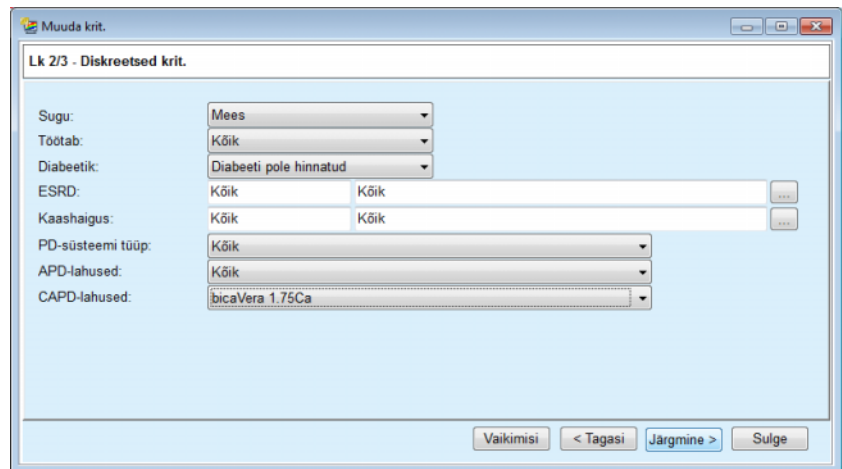 Muuda krit.
Lk 2/3 - Diskreetsed krit.
Sugu: Mees
Töötab: Kõik
Diabeetik: Diabeeti pole hinnatud
ESRD: Kõik Kõik ...
Kaashaigus: Kõik Kõik ...
PD-süsteemi tüüp: Kõik
APD-lahused: Kõik
CAPD-lahused: bicaVera 1.75Ca
Vaikimisi < Tagasi Järgmine > Sulge